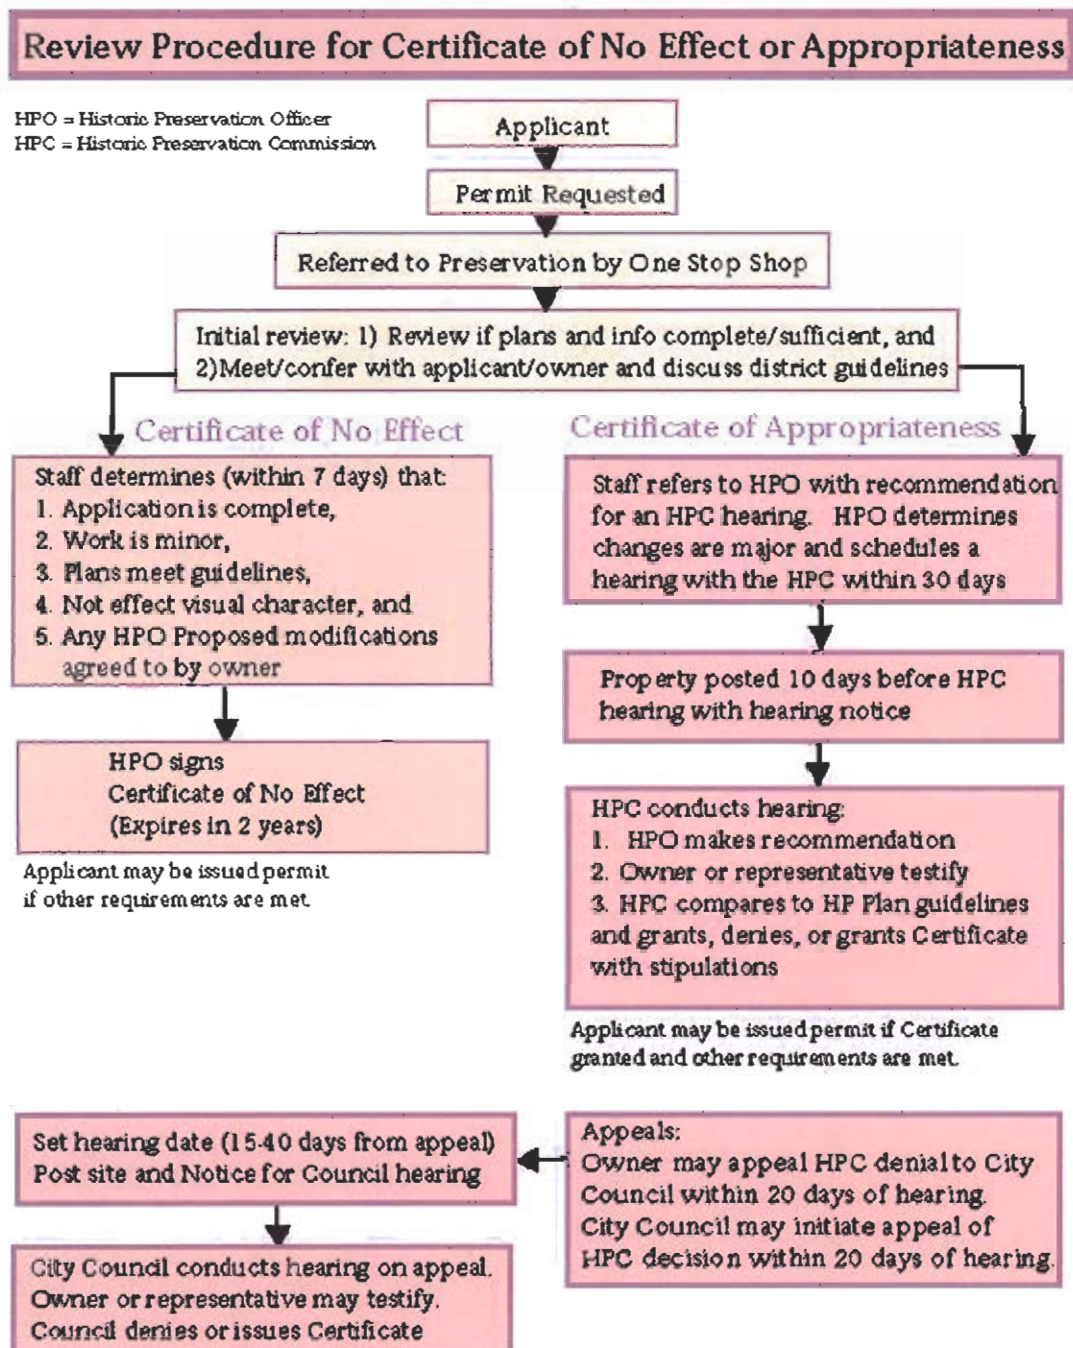 Review Procedure for Certificate of No Effect or Appropriateness
HPO = Historic Preservation Officer
HPC = Historic Preservation Commission
Applicant
Permit Requested
Referred to Preservation by One Stop Shop
Initial review: 1) Review if plans and info complete/sufficient, and
2)Meet/confer with applicant/owner and discuss district guidelines
Certificate of No Effect
Staff determines (within 7 days) that:
1. Application is complete,
2. Work is minor,
3. Plans meet guidelines,
4. Not effect visual character, and
5. Any HPO Proposed modifications
agreed to by owner
HPO signs
Certificate of No Effect
(Expires in 2 years)
Applicant may be issued permit
if other requirements are met.
Certificate of Appropriateness
Staff refers to HPO with recommendation
for an HPC hearing. HPO determines
changes are major and schedules a
hearing with the HPC within 30 days
Property posted 10 days before HPC
hearing with hearing notice
HPC conducts hearing:
1. HPO makes recommendation
2. Owner or representative testify
3. HPC compares to HP Plan guidelines
and grants, denies, or grants Certificate
with stipulations
Applicant may be issued permit if Certificate
granted and other requirements are met.
Appeals:
Owner may appeal HPC denial to City
Council within 20 days of hearing.
City Council may initiate appeal of
HPC decision within 20 days of hearing.
Set hearing date (15-40 days from appeal)
Post site and Notice for Council hearing
City Council conducts hearing on appeal.
Owner or representative may testify.
Council denies or issues Certificate